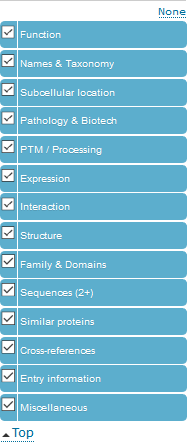 None
Function
Names & Taxonomy
Subcellular location
Pathology & Biotech
PTM / Processing
Expression
Interaction
Structure
Family & Domains
Sequences (2+)
Similar proteins
Cross-references
Entry information
Miscellaneous
Top